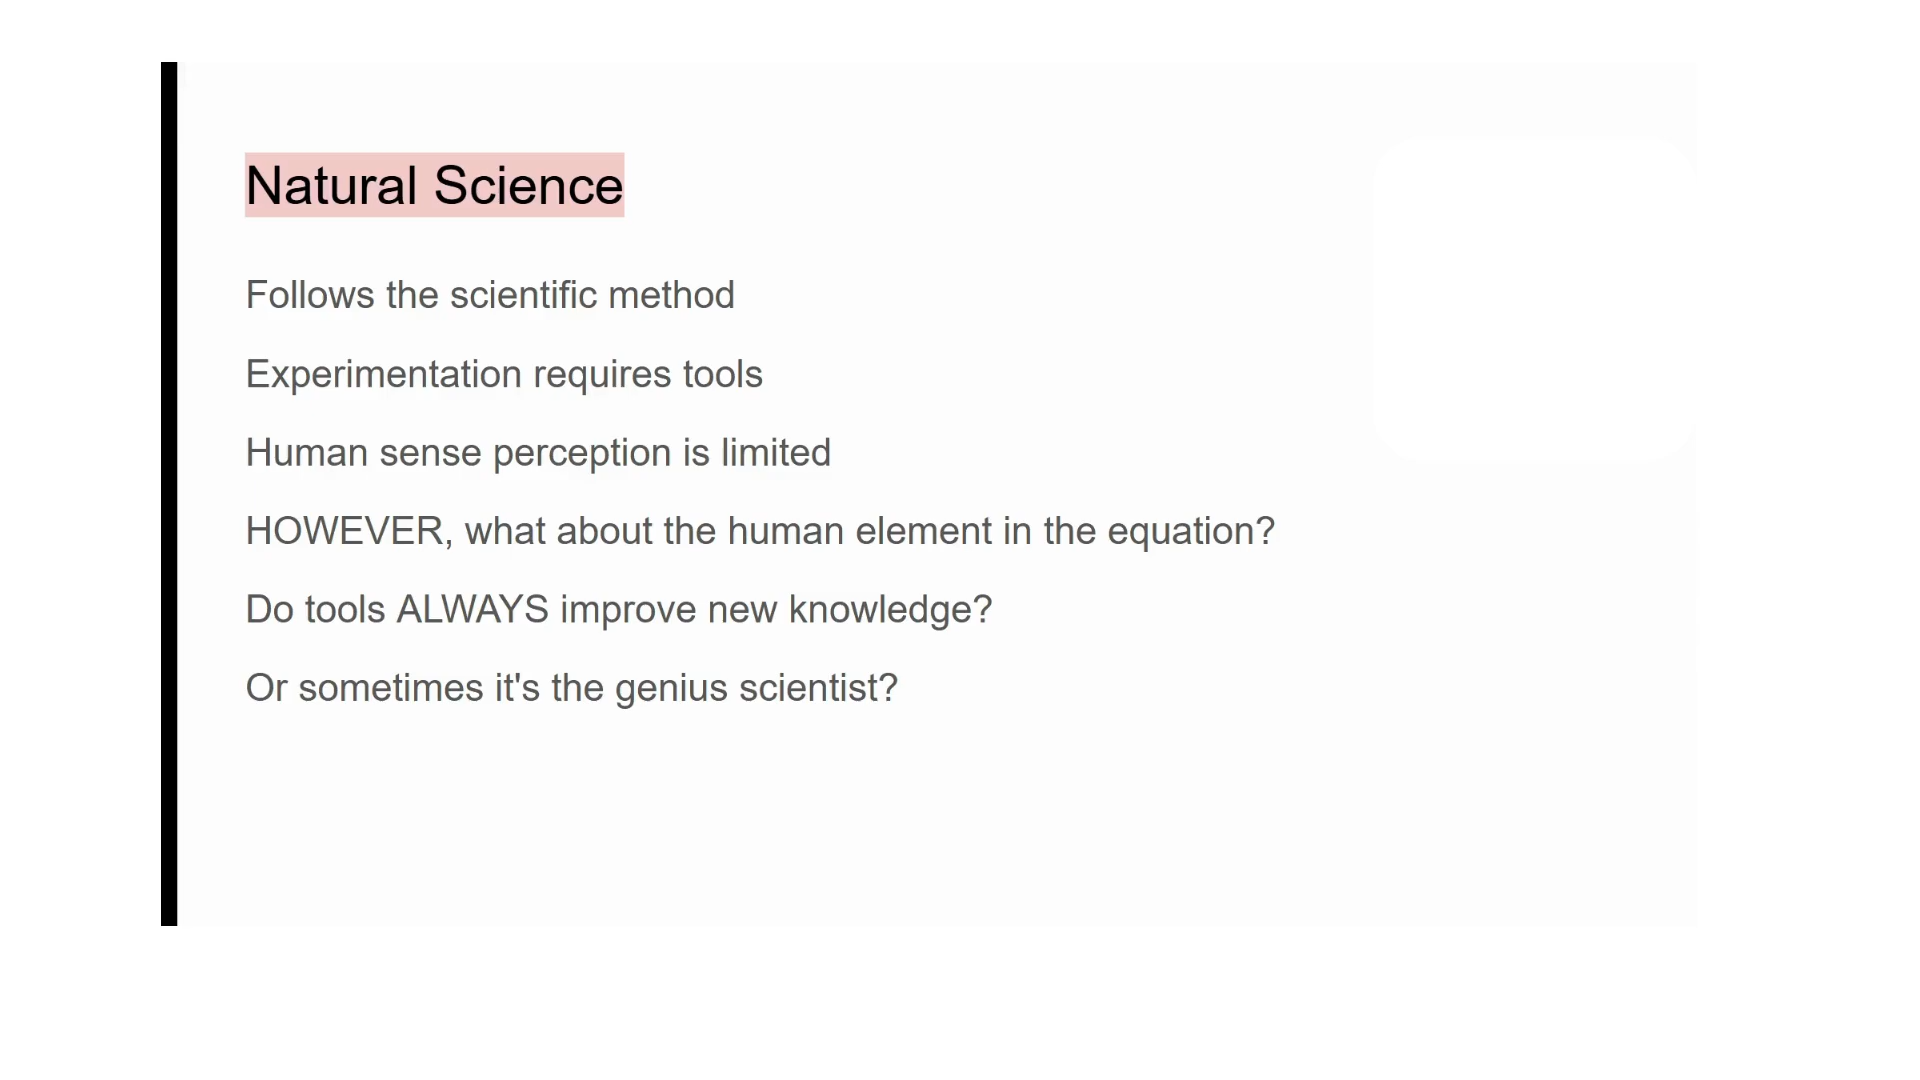 Natural Science
Follows the scientific method
Experimentation requires tools
Human sense perception is limited
HOWEVER, what about the human element in the equation?
Do tools ALWAYS improve new knowledge?
Or sometimes it's the genius scientist?